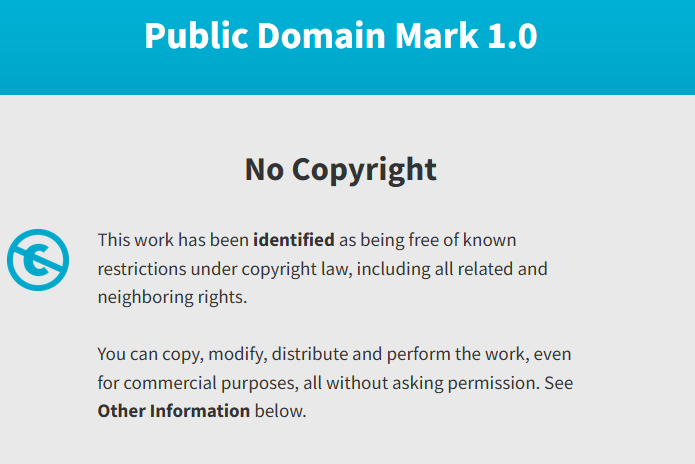 Public Domain Mark 1.0
No Copyright
This work has been identified as being free of known
restrictions under copyright law, including all related and
neighboring rights.
You can copy, modify, distribute and perform the work, even
for commercial purposes, all without asking permission. See
Other Information below.